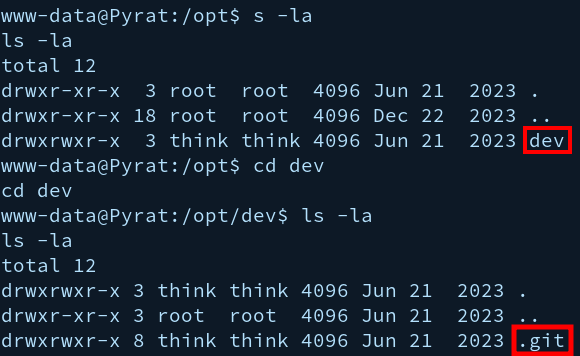 www-data@Pyrat:/opt$ s -la
ls -la
total 12
drwxr-xr-x  3 root  root  4096 Jun 21  2023 .
drwxr-xr-x 18 root  root  4096 Dec 22  2023 ..
drwxrwxr-x  3 think think 4096 Jun 21  2023 dev
www-data@Pyrat:/opt$ cd dev
cd dev
www-data@Pyrat:/opt/dev$ ls -la
ls -la
total 12
drwxrwxr-x 3 think think 4096 Jun 21  2023 .
drwxr-xr-x 3 root  root  4096 Jun 21  2023 ..
drwxrwxr-x 8 think think 4096 Jun 21  2023 .git